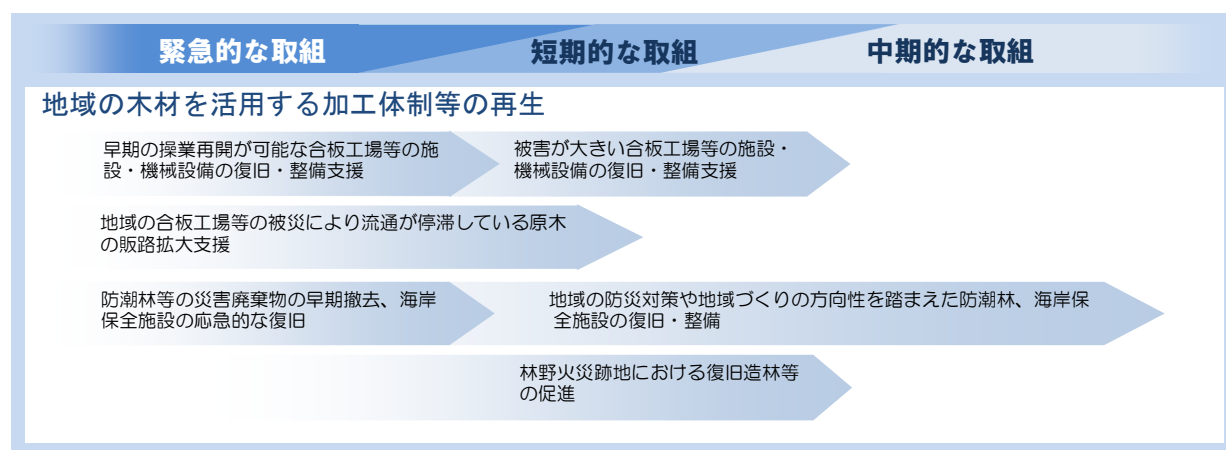 緊急的な取組 短期的な取組 中期的な取組
地域の木材を活用する加工体制等の再生
早期の操業再開が可能な合板工場等の施
設・機械設備の復旧・整備支援
被害が大きい合板工場等の施設・
機械設備の復旧・整備支援
地域の合板工場等の被災により流通が停滞している原木
の販路拡大支援
防潮林等の災害廃棄物の早期撤去、海岸
保全施設の応急的な復旧
地域の防災対策や地域づくりの方向性を踏まえた防潮林、海岸保
全施設の復旧・整備
林野火災跡地における復旧造林等
の促進